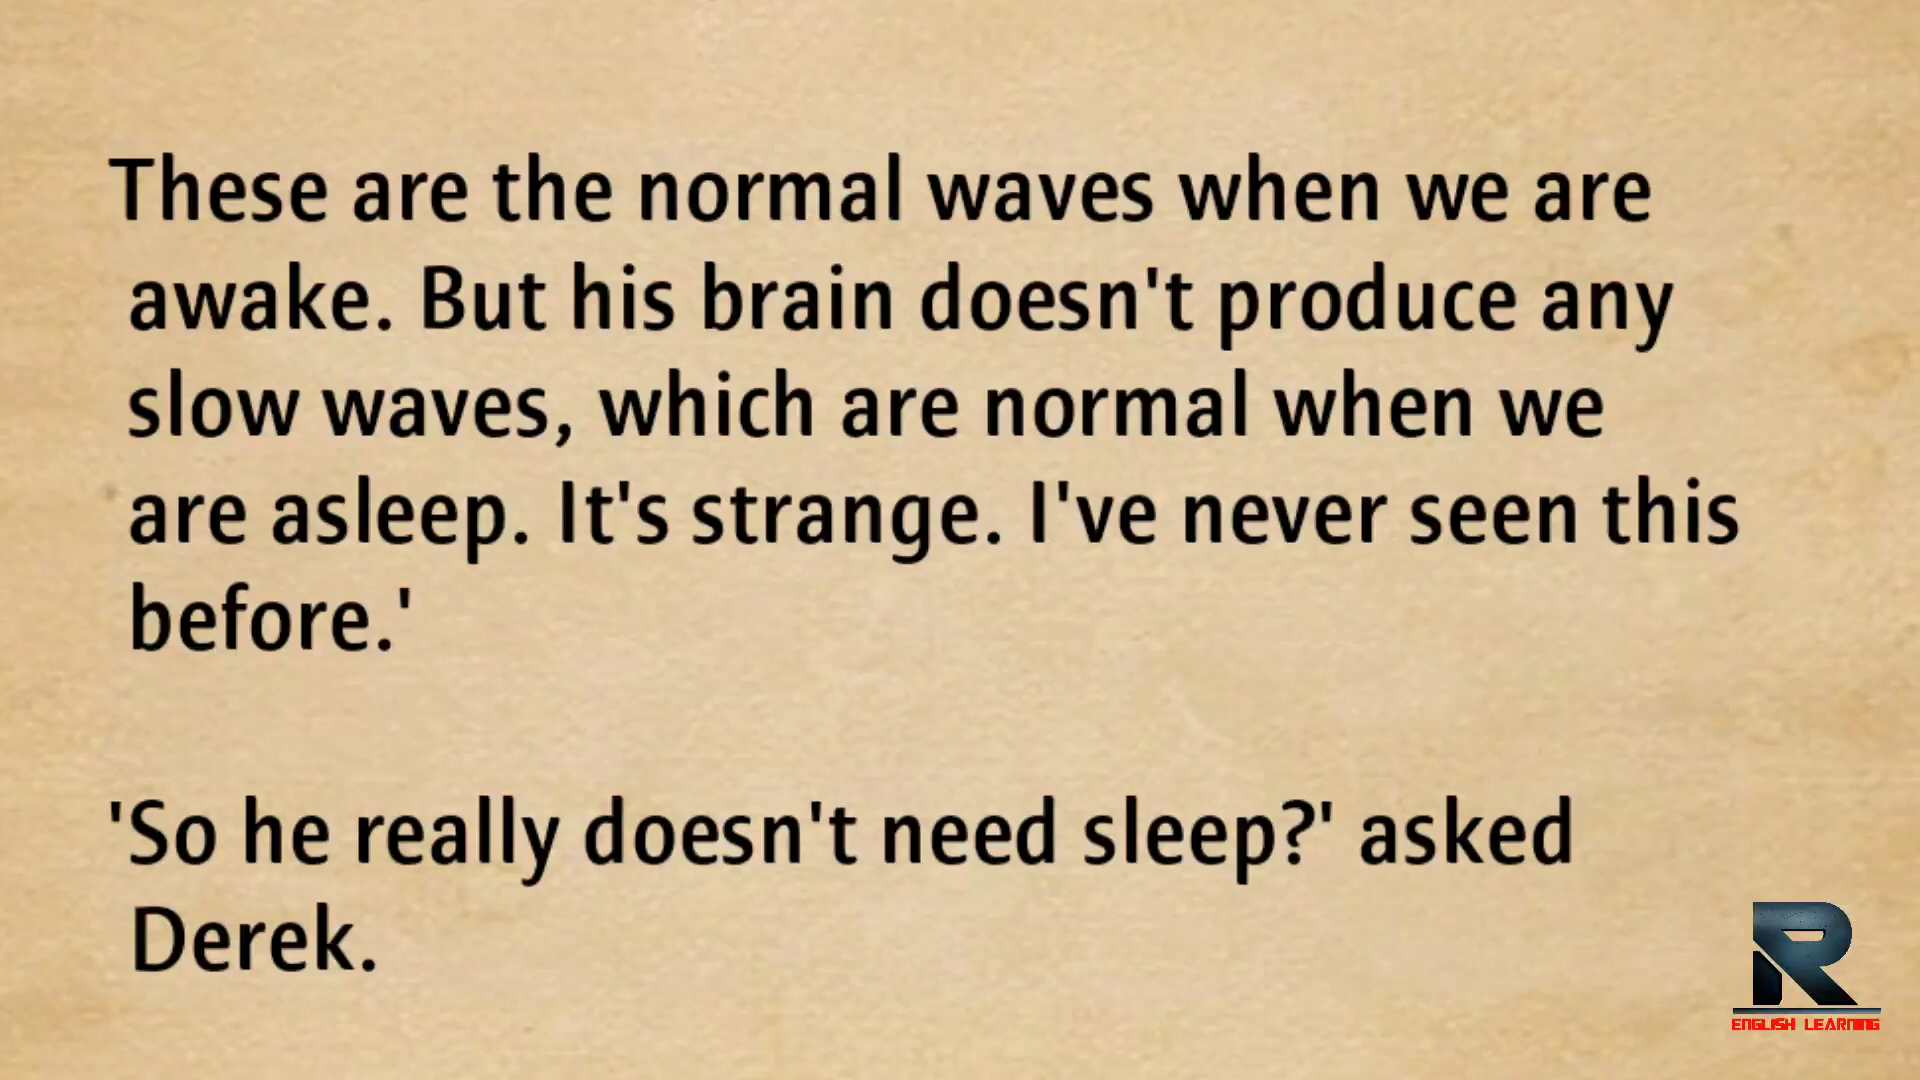 These are the normal waves when we are
awake. But his brain doesn't produce any
slow waves, which are normal when we
are asleep. It's strange. I've never seen this
before.'
'So he really doesn't need sleep?' asked
Derek.
R
ENGLISH LEARNING